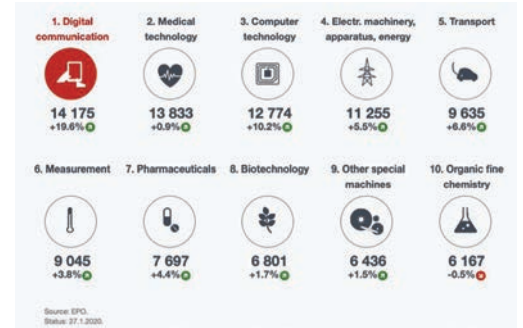 1. Digital
communication
14 175
+19.6%
2. Medical
technology
13 833
+0.9%
3. Computer
technology
12 774
+10.2%
4. Electr. machinery,
apparatus, energy
11 255
+5.5%
5. Transport
9 635
+6.6%
6. Measurement
9 045
+3.8%
7. Pharmaceuticals
7 697
+4.4%
8. Biotechnology
6 801
+1.7%
9. Other special
machines
6 436
+1.5%
10. Organic fine
chemistry
6 167
-0.5%
Source: EPO.
Status: 27.1.2020.